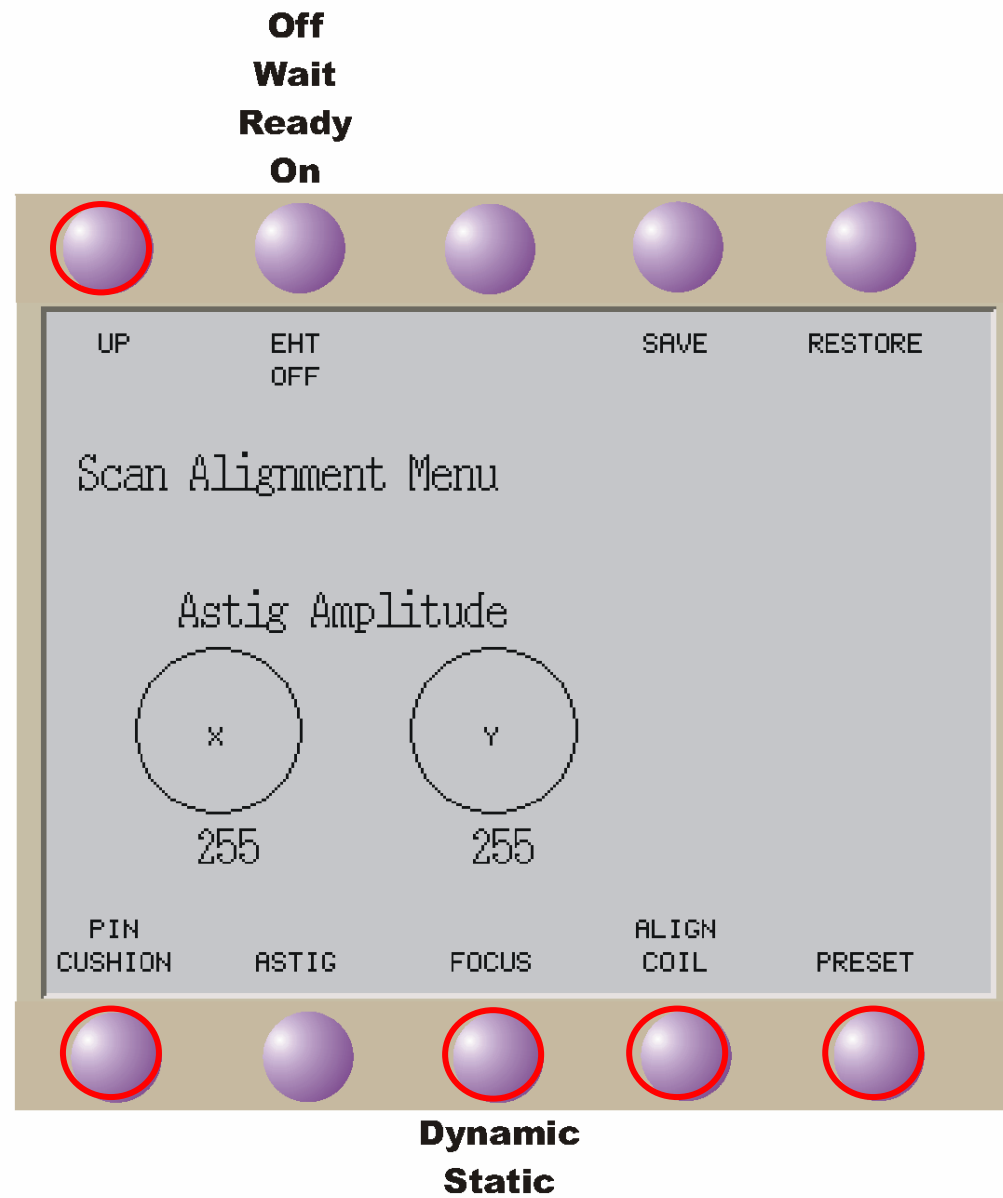 Off
Wait
Ready
On
UP EHT SAVE RESTORE
OFF
Scan Alignment Menu
Astig Amplitude
X Y
255 255
PIN ALIGN
CUSHION ASTIG FOCUS COIL PRESET
Dynamic
Static